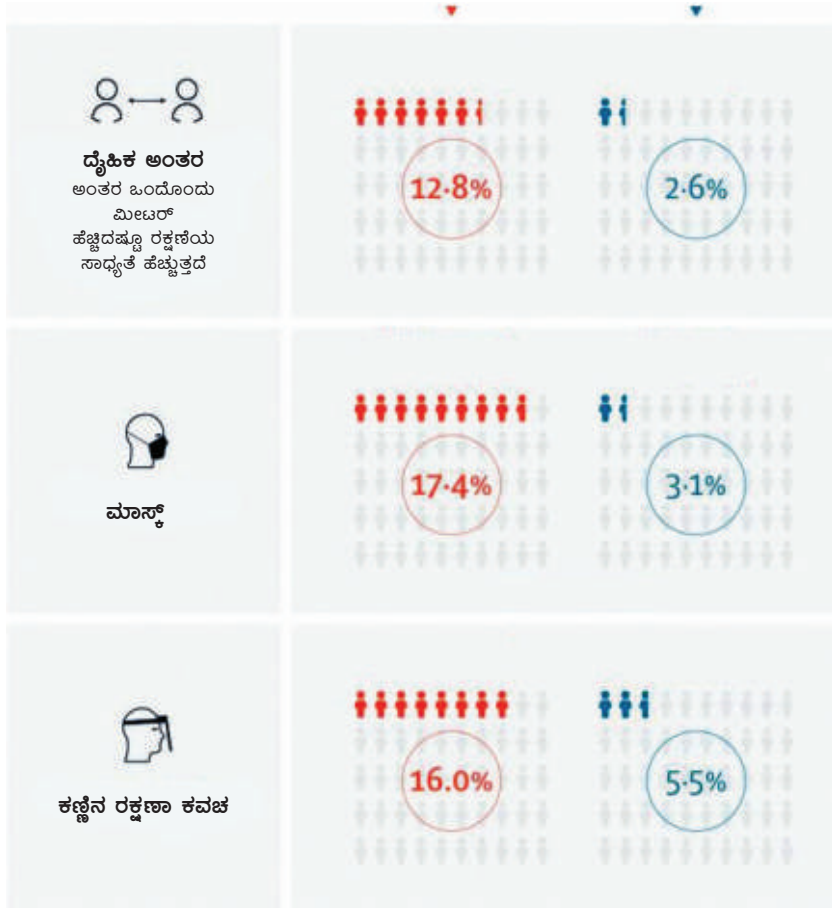 ದೈಹಿಕ ಅಂತರ
ಅಂತರ ಒಂದೊಂದು
ಮೀಟರ್
ಹೆಚ್ಚಿದಷ್ಟೂ ರಕ್ಷಣೆಯ
ಸಾಧ್ಯತೆ ಹೆಚ್ಚುತ್ತದೆ
12·8%
2·6%
ಮಾಸ್ಕ್
17·4%
3·1%
ಕಣ್ಣಿನ ರಕ್ಷಣಾ ಕವಚ
16.0%
5·5%